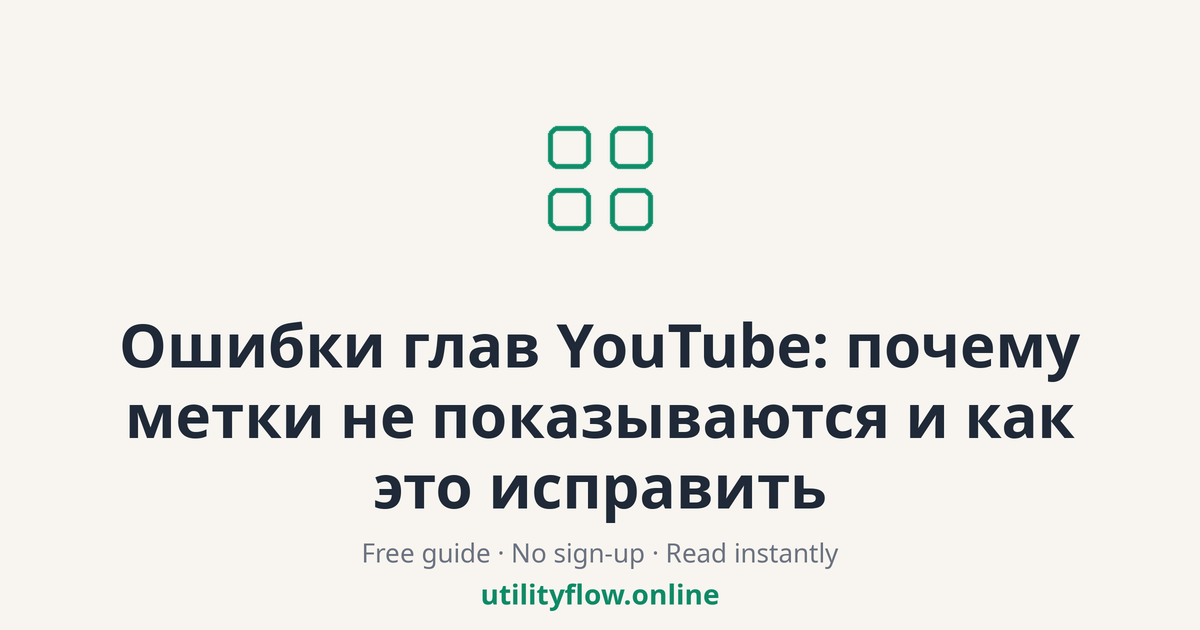 Ошибки глав YouTube: почему
метки не показываются и как
это исправить
Free guide · No sign-up · Read instantly
utilityflow.online